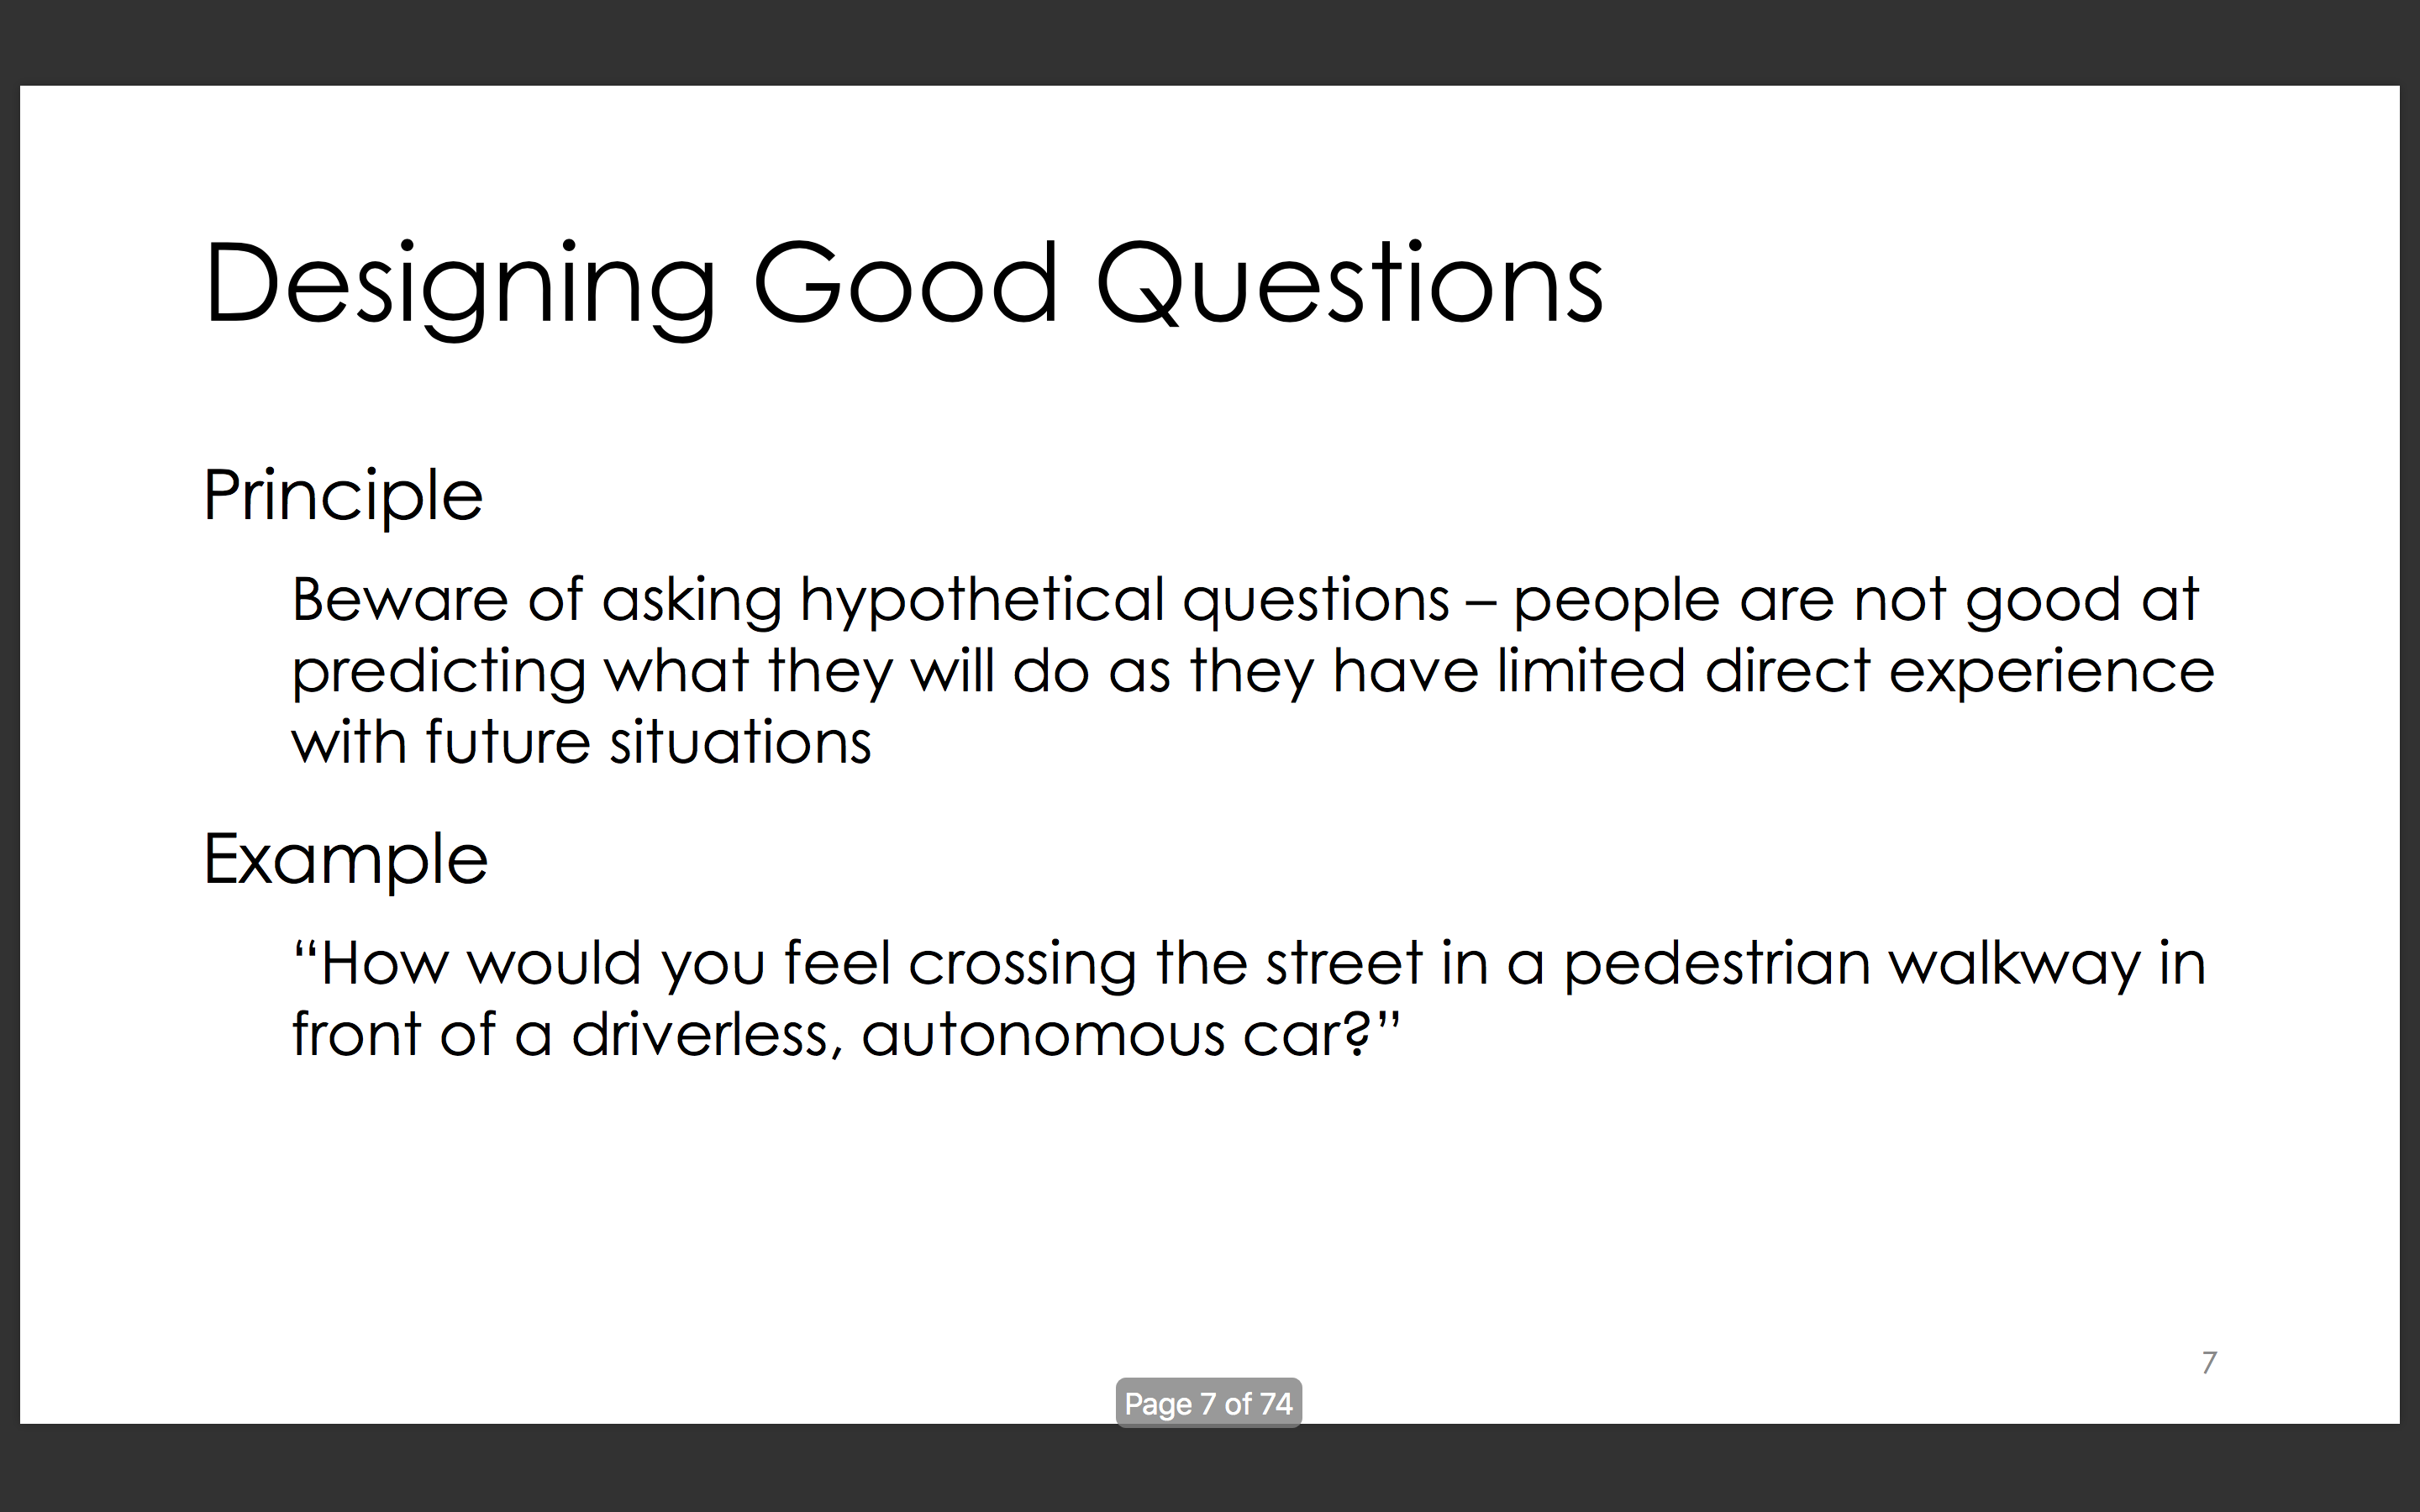 Designing Good Questions
Principle
Beware of asking hypothetical questions – people are not good at
predicting what they will do as they have limited direct experience
with future situations
Example
“How would you feel crossing the street in a pedestrian walkway in
front of a driverless, autonomous car?”
7
Page 7 of 74